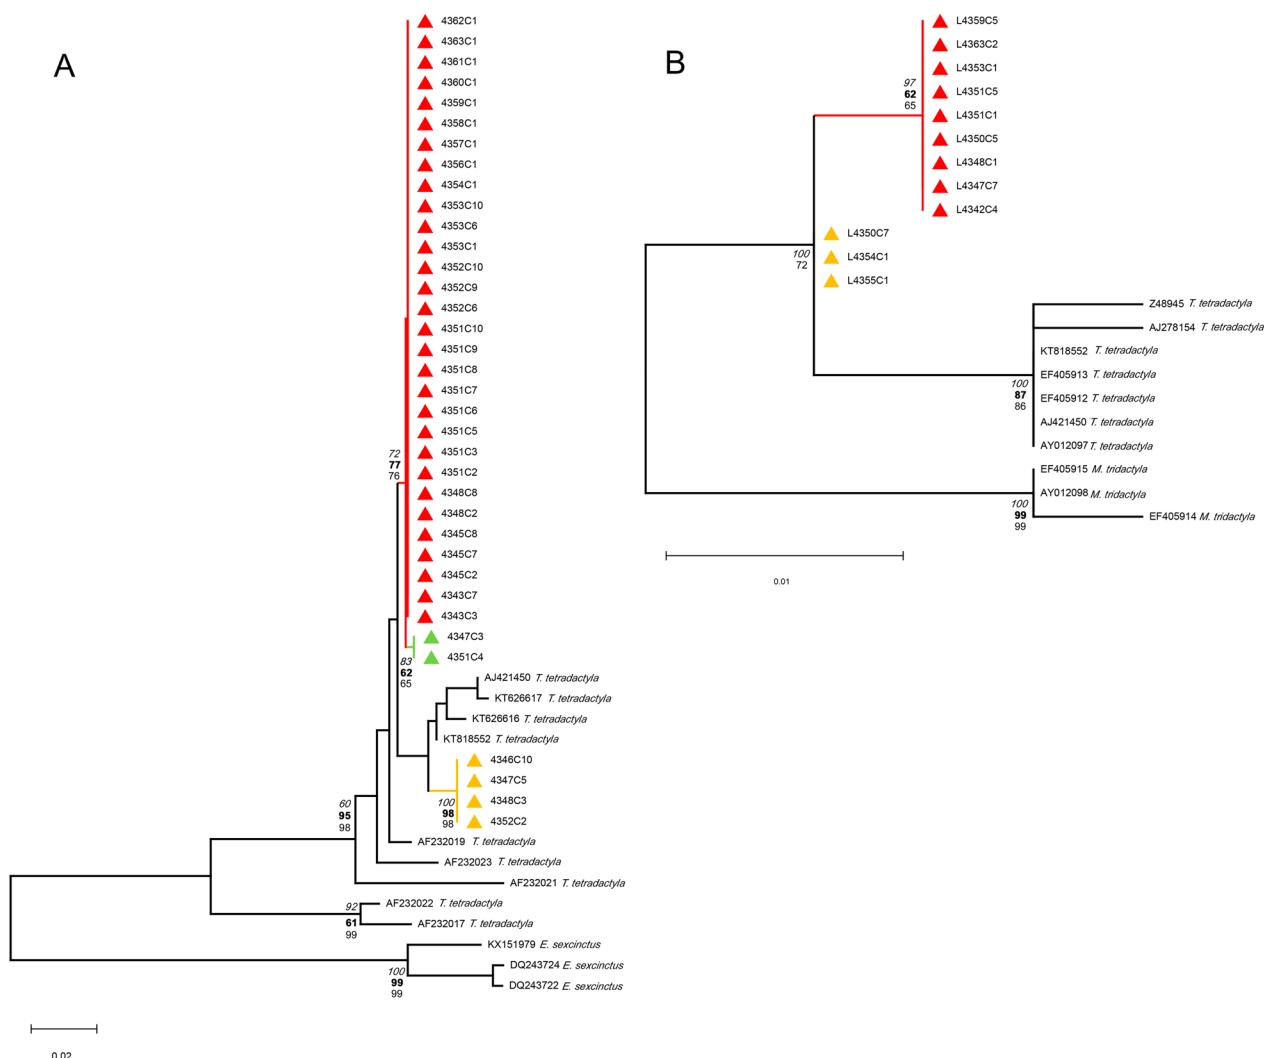 A
4362C1
4363C1
4361C1
4360C1
4359C1
4358C1
4357C1
4356C1
4354C1
4353C10
4353C6
4353C1
4352C10
4352C9
4352C6
4351C10
4351C9
4351C8
4351C7
4351C6
4351C5
4351C3
4351C2
4348C8
4348C2
4345C8
4345C7
4345C2
4343C7
4343C3
72
77
76
4347C3
4351C4
83
62
65
AJ421450 T. tetradactyla
KT626617 T. tetradactyla
KT626616 T. tetradactyla
KT818552 T. tetradactyla
4346C10
4347C5
4348C3
4352C2
100
98
98
60
95
98
AF232019 T. tetradactyla
AF232023 T. tetradactyla
AF232021 T. tetradactyla
AF232022 T. tetradactyla
AF232017 T. tetradactyla
92
61
99
KX151979 E. sexcinctus
DQ243724 E. sexcinctus
DQ243722 E. sexcinctus
100
99
99
0.02
B
L4359C5
L4363C2
L4353C1
L4351C5
L4351C1
L4350C5
L4348C1
L4347C7
L4342C4
97
62
65
L4350C7
L4354C1
L4355C1
100
72
Z48945 T. tetradactyla
AJ278154 T. tetradactyla
KT818552 T. tetradactyla
EF405913 T. tetradactyla
EF405912 T. tetradactyla
AJ421450 T. tetradactyla
AY012097 T. tetradactyla
100
87
86
EF405915 M. tridactyla
AY012098 M. tridactyla
EF405914 M. tridactyla
100
99
99
0.01